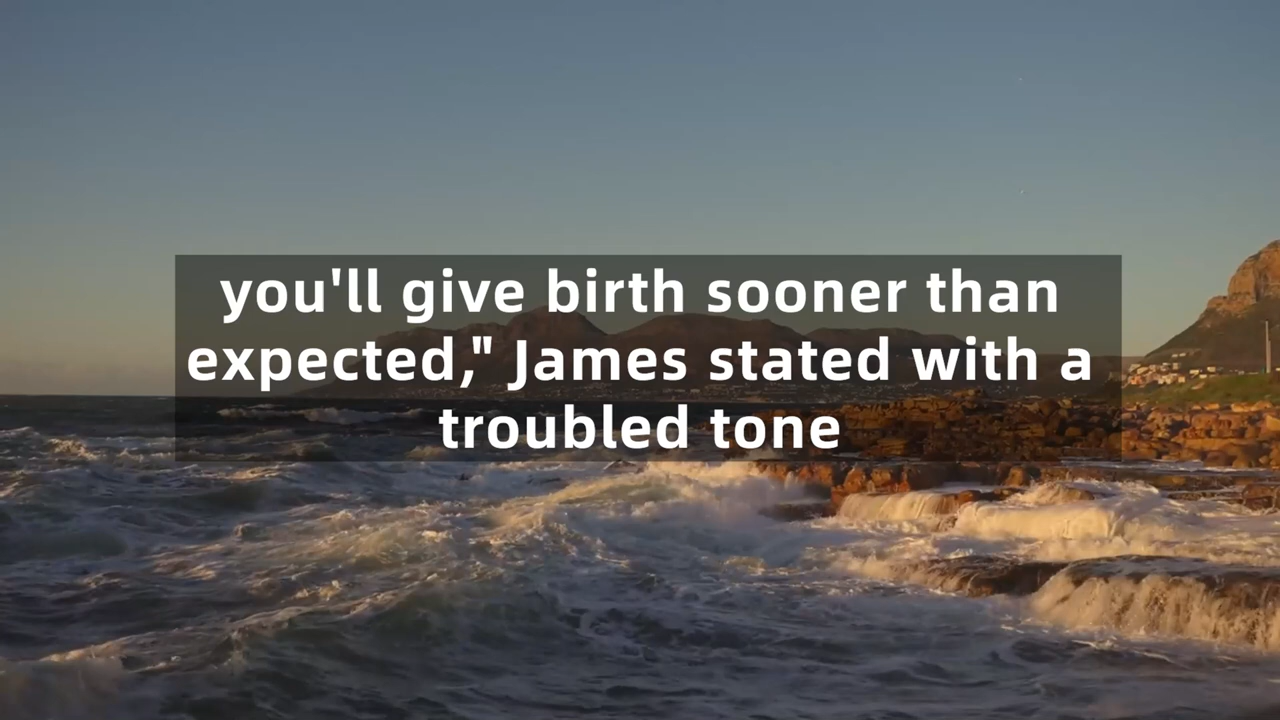 you'll give birth sooner than
expected," James stated with a
troubled tone